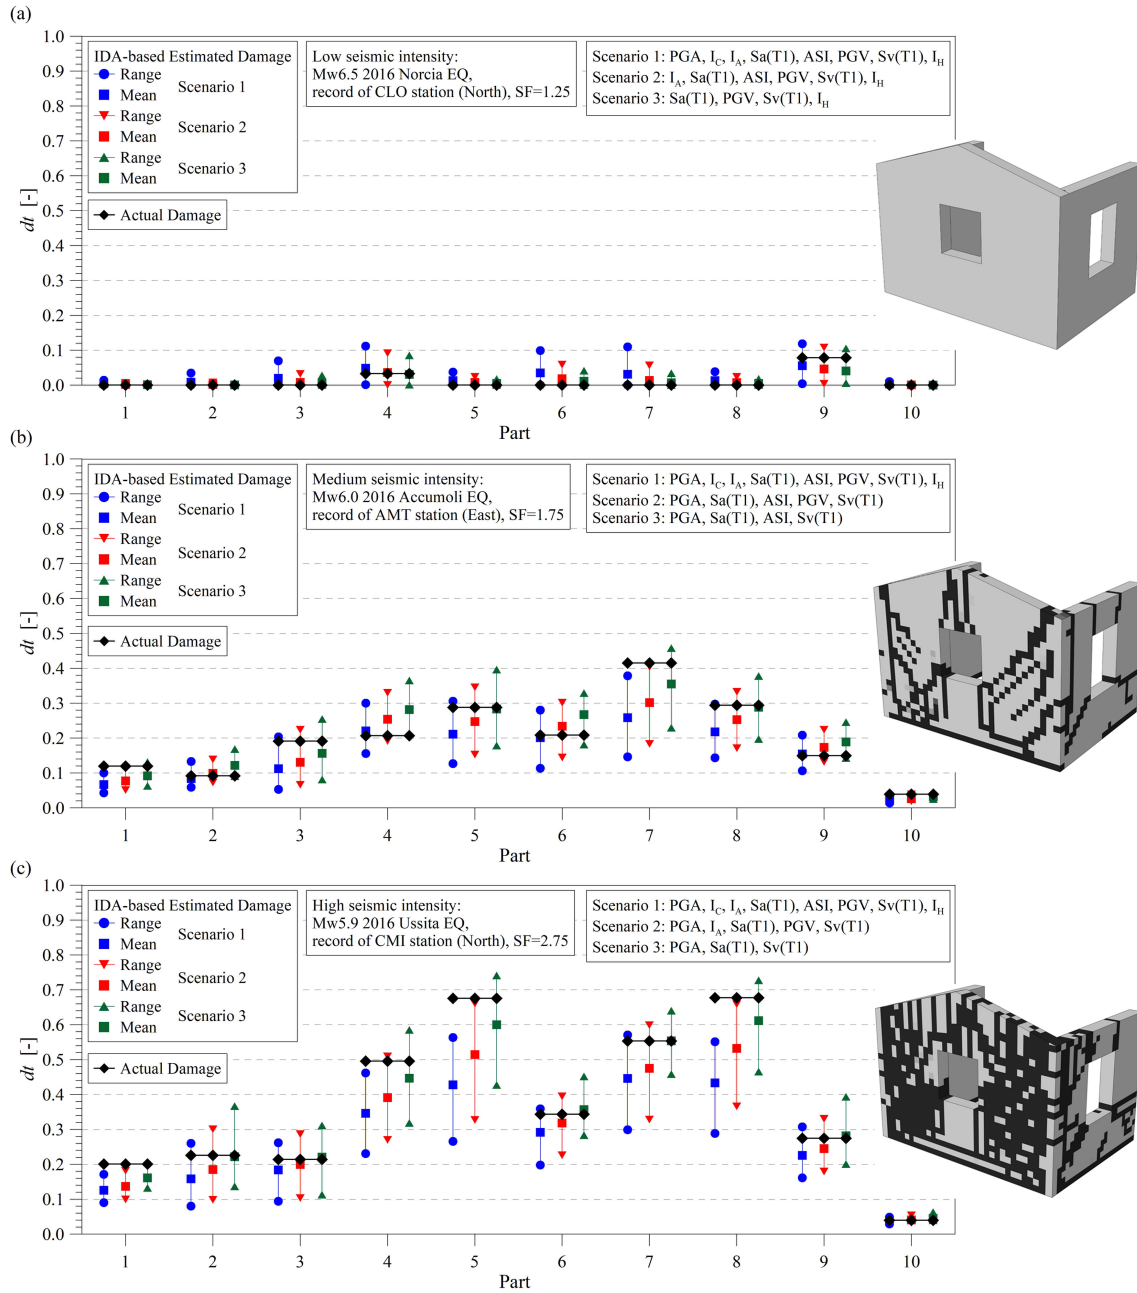 (a)
1.0
0.9
0.8
0.7
0.6
0.5
0.4
0.3
0.2
0.1
0.0
dt [-]
IDA-based Estimated Damage
Range
Mean
Scenario 1
Range
Mean
Scenario 2
Range
Mean
Scenario 3
Actual Damage
Low seismic intensity:
Mw6.5 2016 Norcia EQ,
record of CLO station (North), SF=1.25
Scenario 1: PGA, I_C, I_A, Sa(T1), ASI, PGV, Sv(T1), I_H
Scenario 2: I_A, Sa(T1), ASI, PGV, Sv(T1), I_H
Scenario 3: Sa(T1), PGV, Sv(T1), I_H
1 2 3 4 5 6 7 8 9 10
Part
(b)
1.0
0.9
0.8
0.7
0.6
0.5
0.4
0.3
0.2
0.1
0.0
dt [-]
IDA-based Estimated Damage
Range
Mean
Scenario 1
Range
Mean
Scenario 2
Range
Mean
Scenario 3
Actual Damage
Medium seismic intensity:
Mw6.0 2016 Accumoli EQ,
record of AMT station (East), SF=1.75
Scenario 1: PGA, I_C, I_A, Sa(T1), ASI, PGV, Sv(T1), I_H
Scenario 2: PGA, Sa(T1), ASI, PGV, Sv(T1)
Scenario 3: PGA, Sa(T1), ASI, Sv(T1)
1 2 3 4 5 6 7 8 9 10
Part
(c)
1.0
0.9
0.8
0.7
0.6
0.5
0.4
0.3
0.2
0.1
0.0
dt [-]
IDA-based Estimated Damage
Range
Mean
Scenario 1
Range
Mean
Scenario 2
Range
Mean
Scenario 3
Actual Damage
High seismic intensity:
Mw5.9 2016 Ussita EQ,
record of CMI station (North), SF=2.75
Scenario 1: PGA, I_C, I_A, Sa(T1), ASI, PGV, Sv(T1), I_H
Scenario 2: PGA, I_A, Sa(T1), PGV, Sv(T1)
Scenario 3: PGA, Sa(T1), Sv(T1)
1 2 3 4 5 6 7 8 9 10
Part